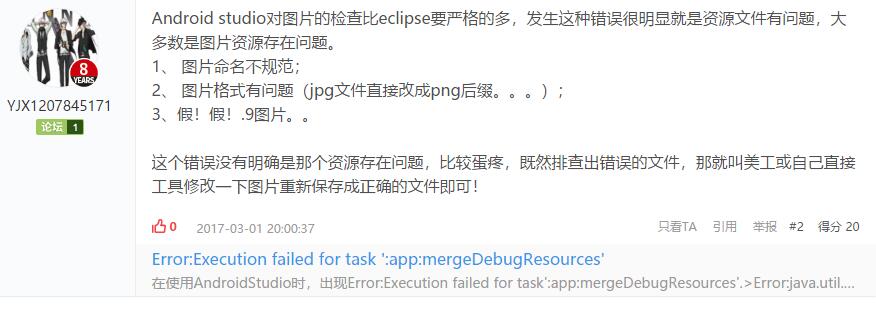 Android studio对图片的检查比eclipse要严格的多，发生这种错误很明显就是资源文件有问题，大
多数是图片资源存在问题。
1、 图片命名不规范；
2、 图片格式有问题（jpg文件直接改成png后缀。。。）；
3、假！假！.9图片。。
8
YEARS
YJX1207845171
论坛 1
这个错误没有明确是那个资源存在问题，比较蛋疼，既然排查出错误的文件，那就叫美工或自己直接
工具修改一下图片重新保存成正确的文件即可！
0 2017-03-01 20:00:37 只看TA 引用 举报 #2 得分 20
Error:Execution failed for task ':app:mergeDebugResources'
在使用AndroidStudio时，出现Error:Execution failed for task':app:mergeDebugResources'.>Error:java.util....